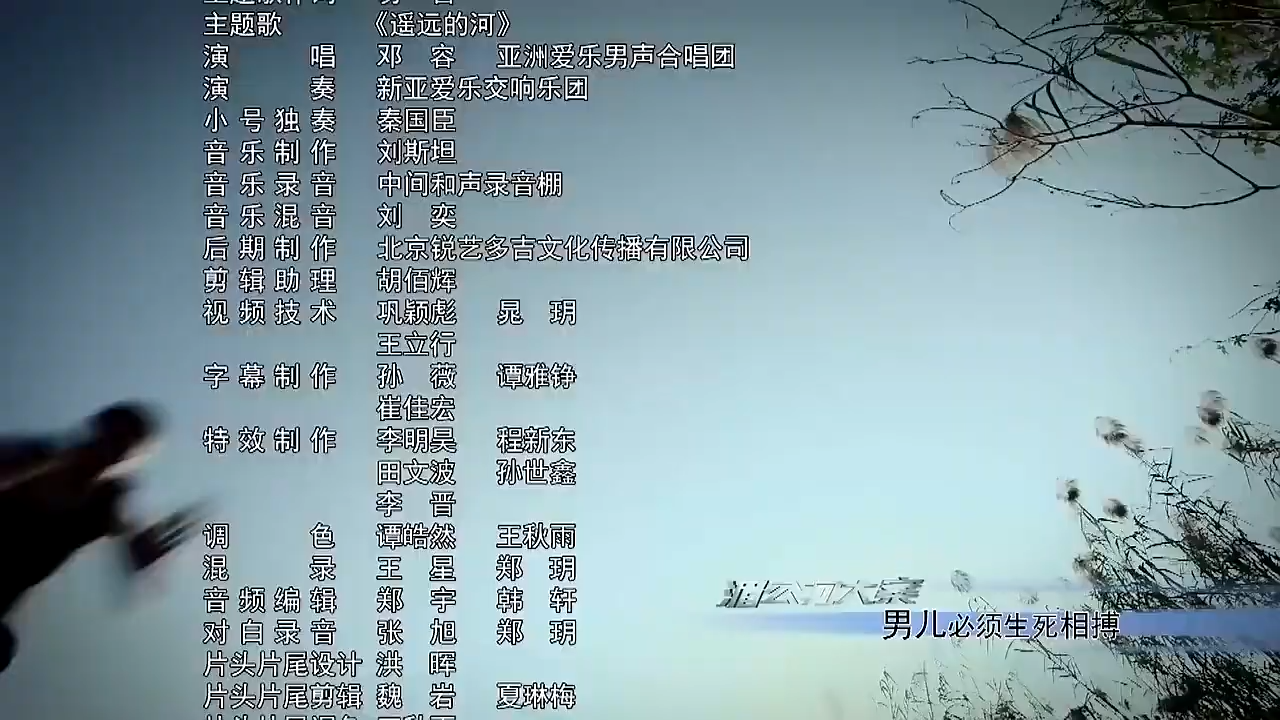 主题歌 《遥远的河》
演 唱 邓 容 亚洲爱乐男声合唱团
演 奏 新亚爱乐交响乐团
小号独奏 秦国臣
音乐制作 刘斯坦
音乐录音 中间和声录音棚
音乐混音 刘 奕
后期制作 北京锐艺多吉文化传播有限公司
剪辑助理 胡佰辉
视频技术 巩颖彪 晁 玥
王立行
字幕制作 孙 薇 谭雅铮
崔佳宏
特效制作 李明昊 程新东
田文波 孙世鑫
李 晋
调 色 谭皓然 王秋雨
混 录 王 星 郑 玥
音频编辑 郑 宇 韩 轩
对白录音 张 旭 郑 玥
片头片尾设计 洪 晖
片头片尾剪辑 魏 岩 夏琳梅
湄公河大案
男儿必须生死相搏